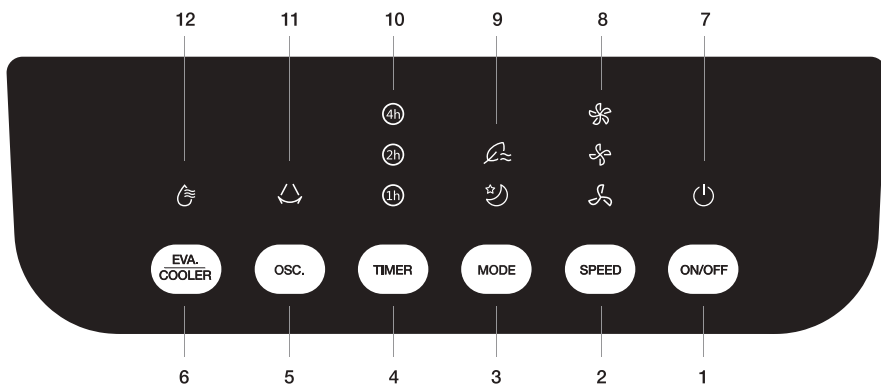 12 11 10 9 8 7
4h
2h
1h
EVA.
COOLER
OSC.
TIMER
MODE
SPEED
ON/OFF
6 5 4 3 2 1